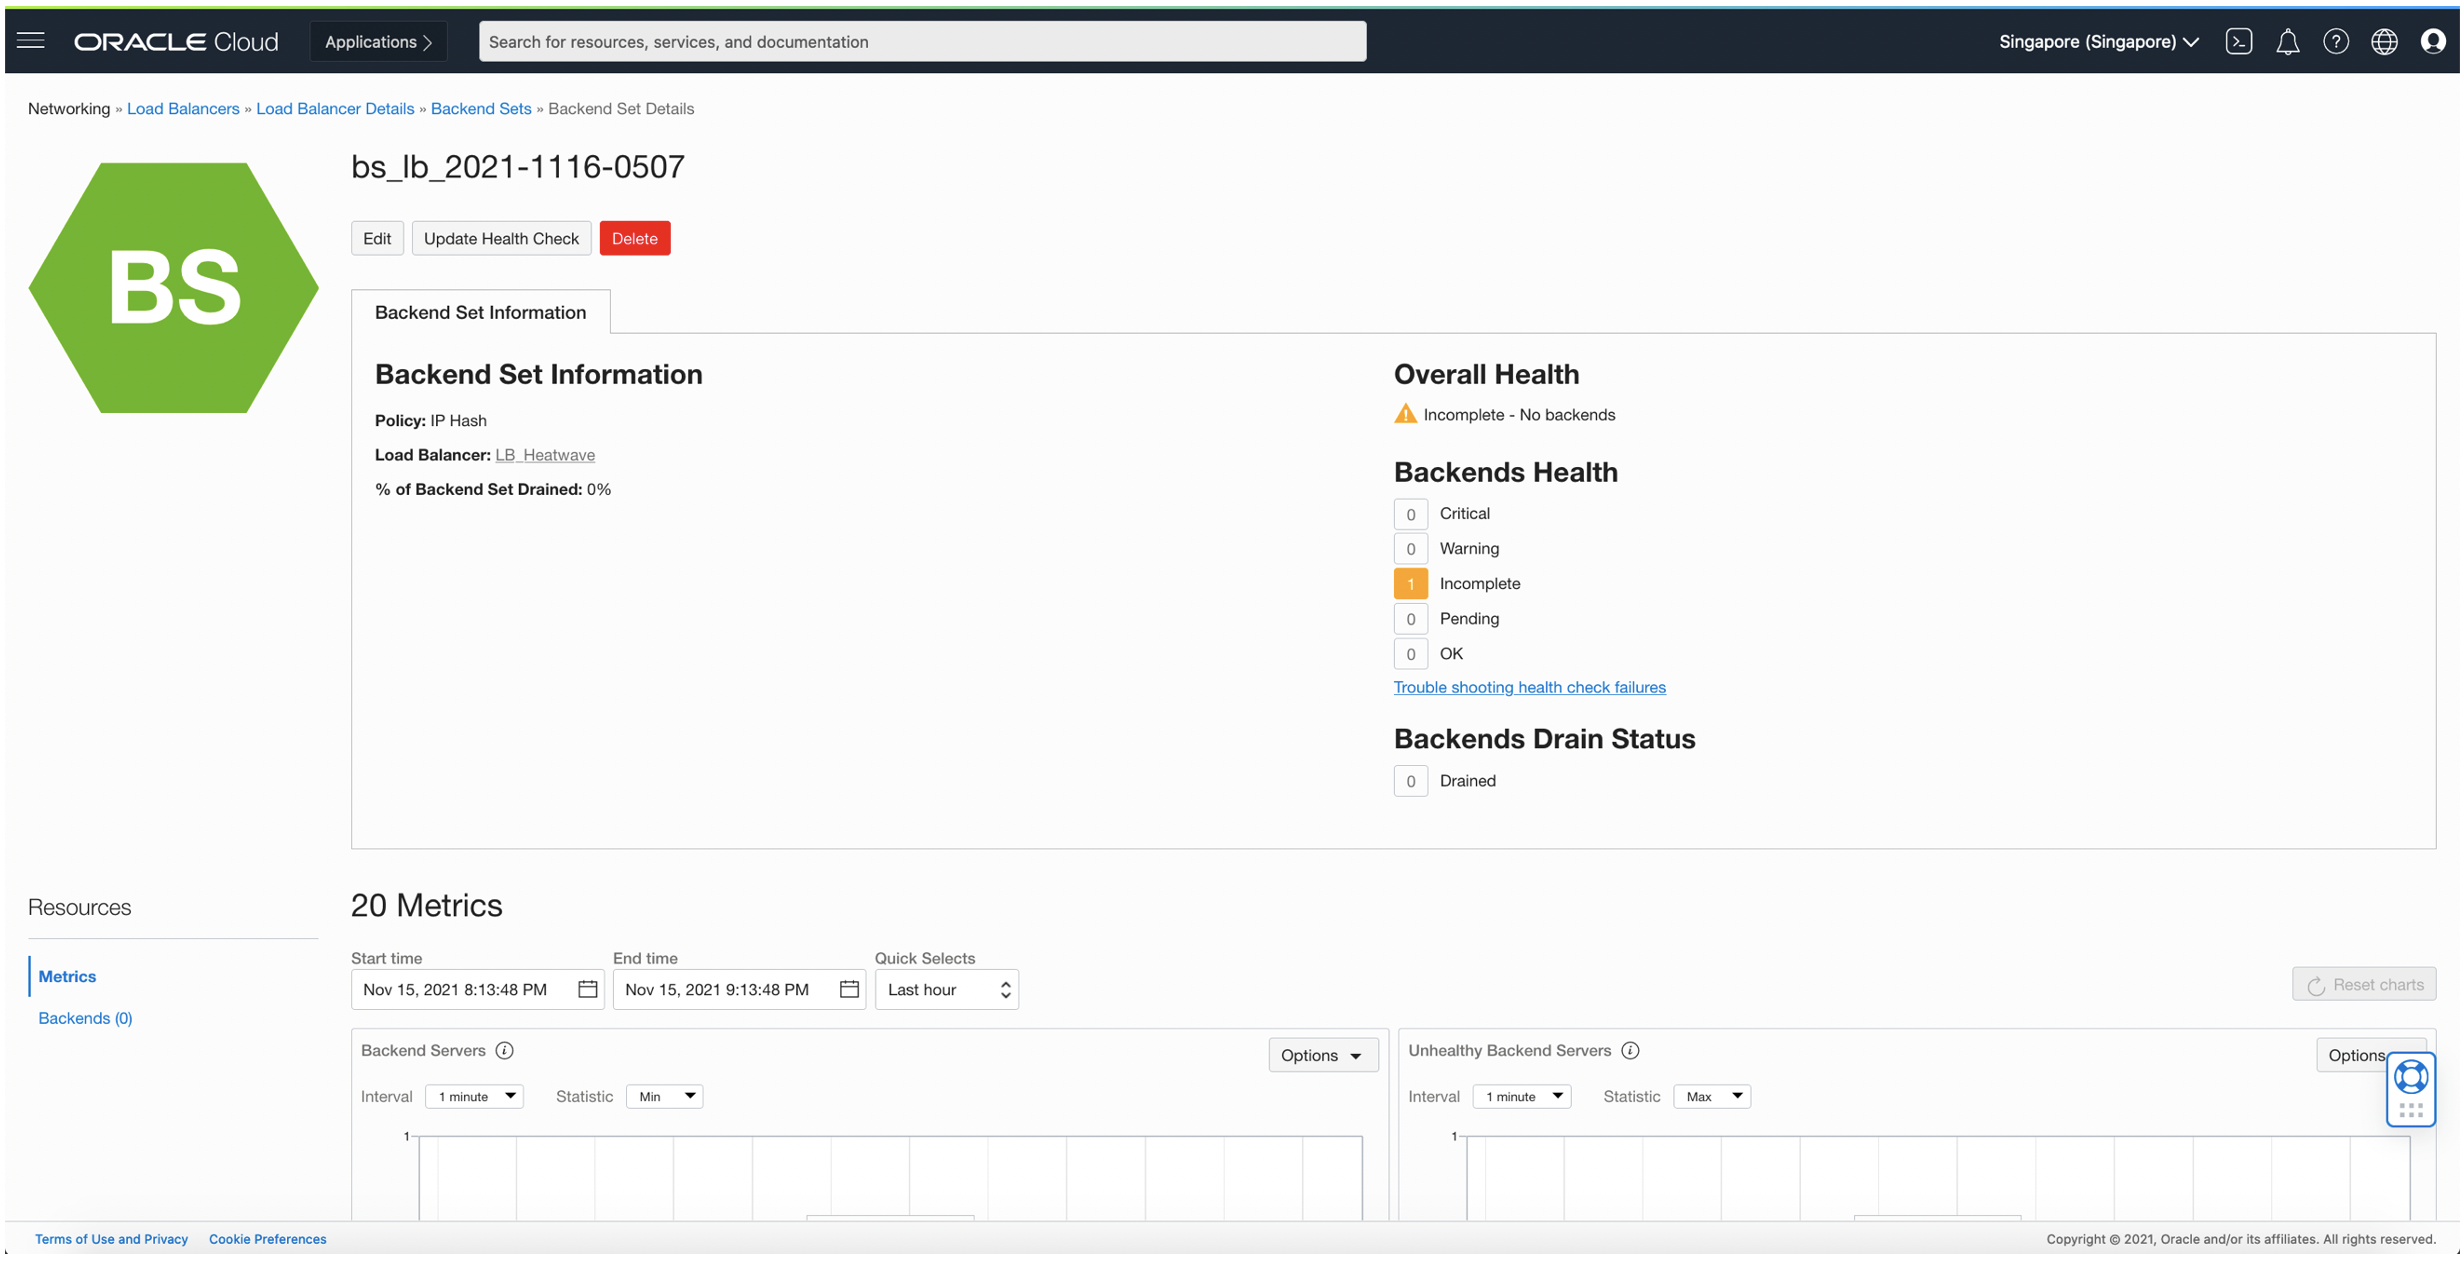 ORACLE Cloud Applications Search for resources, services, and documentation Singapore (Singapore)
Networking » Load Balancers » Load Balancer Details » Backend Sets » Backend Set Details
BS
bs_lb_2021-1116-0507
Edit Update Health Check Delete
Backend Set Information
Backend Set Information
Policy: IP Hash
Load Balancer: LB_Heatwave
% of Backend Set Drained: 0%
Overall Health
Incomplete - No backends
Backends Health
0 Critical
0 Warning
1 Incomplete
0 Pending
0 OK
Trouble shooting health check failures
Backends Drain Status
0 Drained
Resources
Metrics
Backends (0)
20 Metrics
Start time End time Quick Selects
Nov 15, 2021 8:13:48 PM Nov 15, 2021 9:13:48 PM Last hour
Reset charts
Backend Servers Options
Interval 1 minute Statistic Min
1
Unhealthy Backend Servers Options
Interval 1 minute Statistic Max
1
Terms of Use and Privacy Cookie Preferences
Copyright © 2021, Oracle and/or its affiliates. All rights reserved.